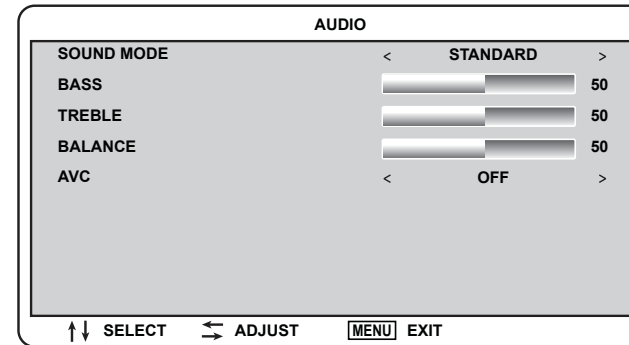 AUDIO
SOUND MODE < STANDARD >
BASS 50
TREBLE 50
BALANCE 50
AVC < OFF >
↑↓ SELECT ⇆ ADJUST MENU EXIT